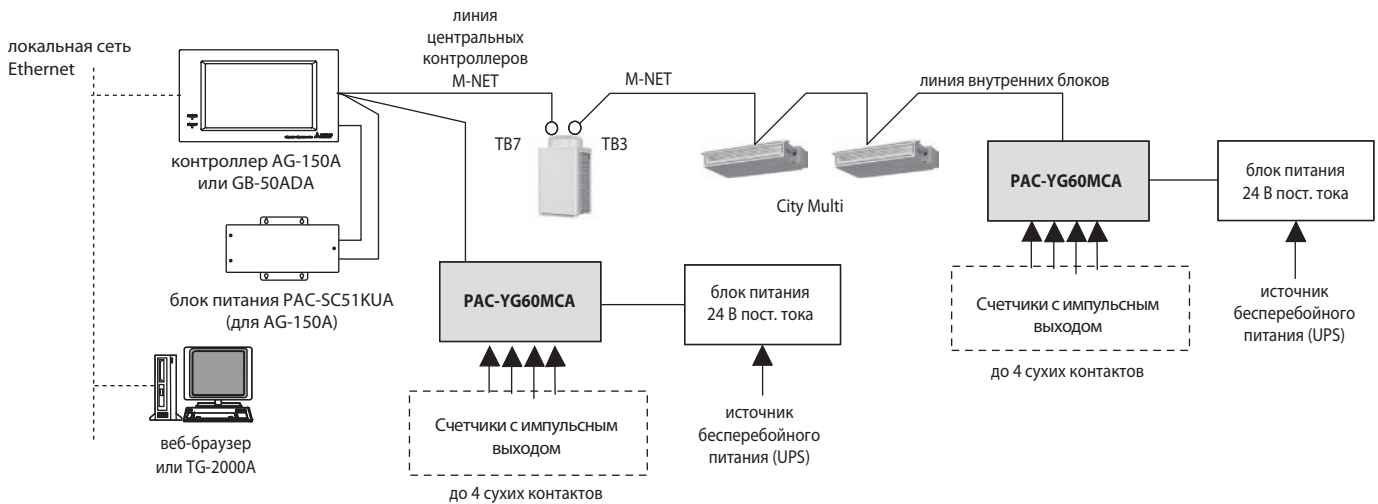 локальная сеть
Ethernet
линия
центральных
контроллеров
M-NET
M-NET
линия внутренних блоков
TB7
TB3
контроллер AG-150A
или GB-50ADA
City Multi
PAC-YG60MCA
блок питания
24 В пост. тока
блок питания PAC-SC51KUA
(для AG-150A)
PAC-YG60MCA
блок питания
24 В пост. тока
Счетчики с импульсным
выходом
источник
бесперебойного
питания (UPS)
до 4 сухих контактов
веб-браузер
или TG-2000A
Счетчики с импульсным
выходом
источник
бесперебойного
питания (UPS)
до 4 сухих контактов